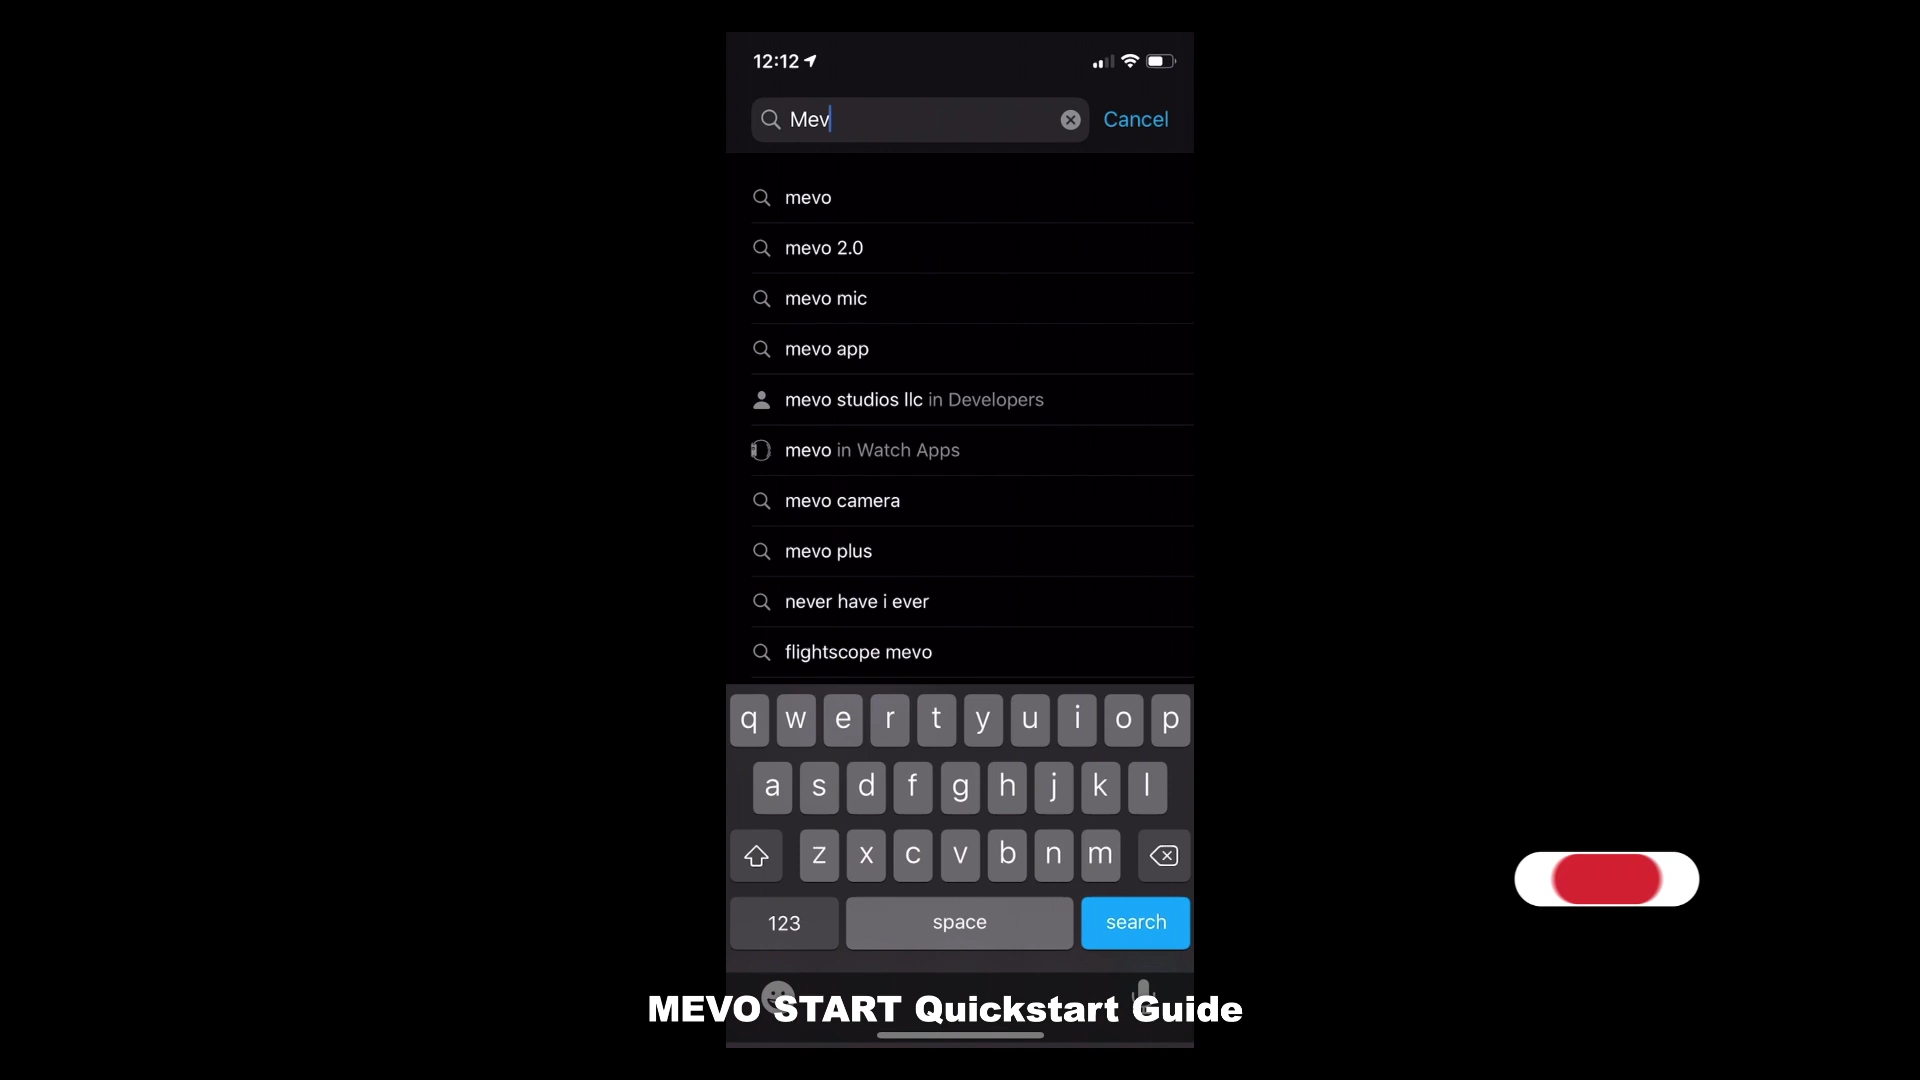 12:12
Mev
Cancel
mevo
mevo 2.0
mevo mic
mevo app
mevo studios llc in Developers
mevo in Watch Apps
mevo camera
mevo plus
never have i ever
flightscope mevo
q w e r t y u i o p
a s d f g h j k l
z x c v b n m
123 space search
MEVO START Quickstart Guide